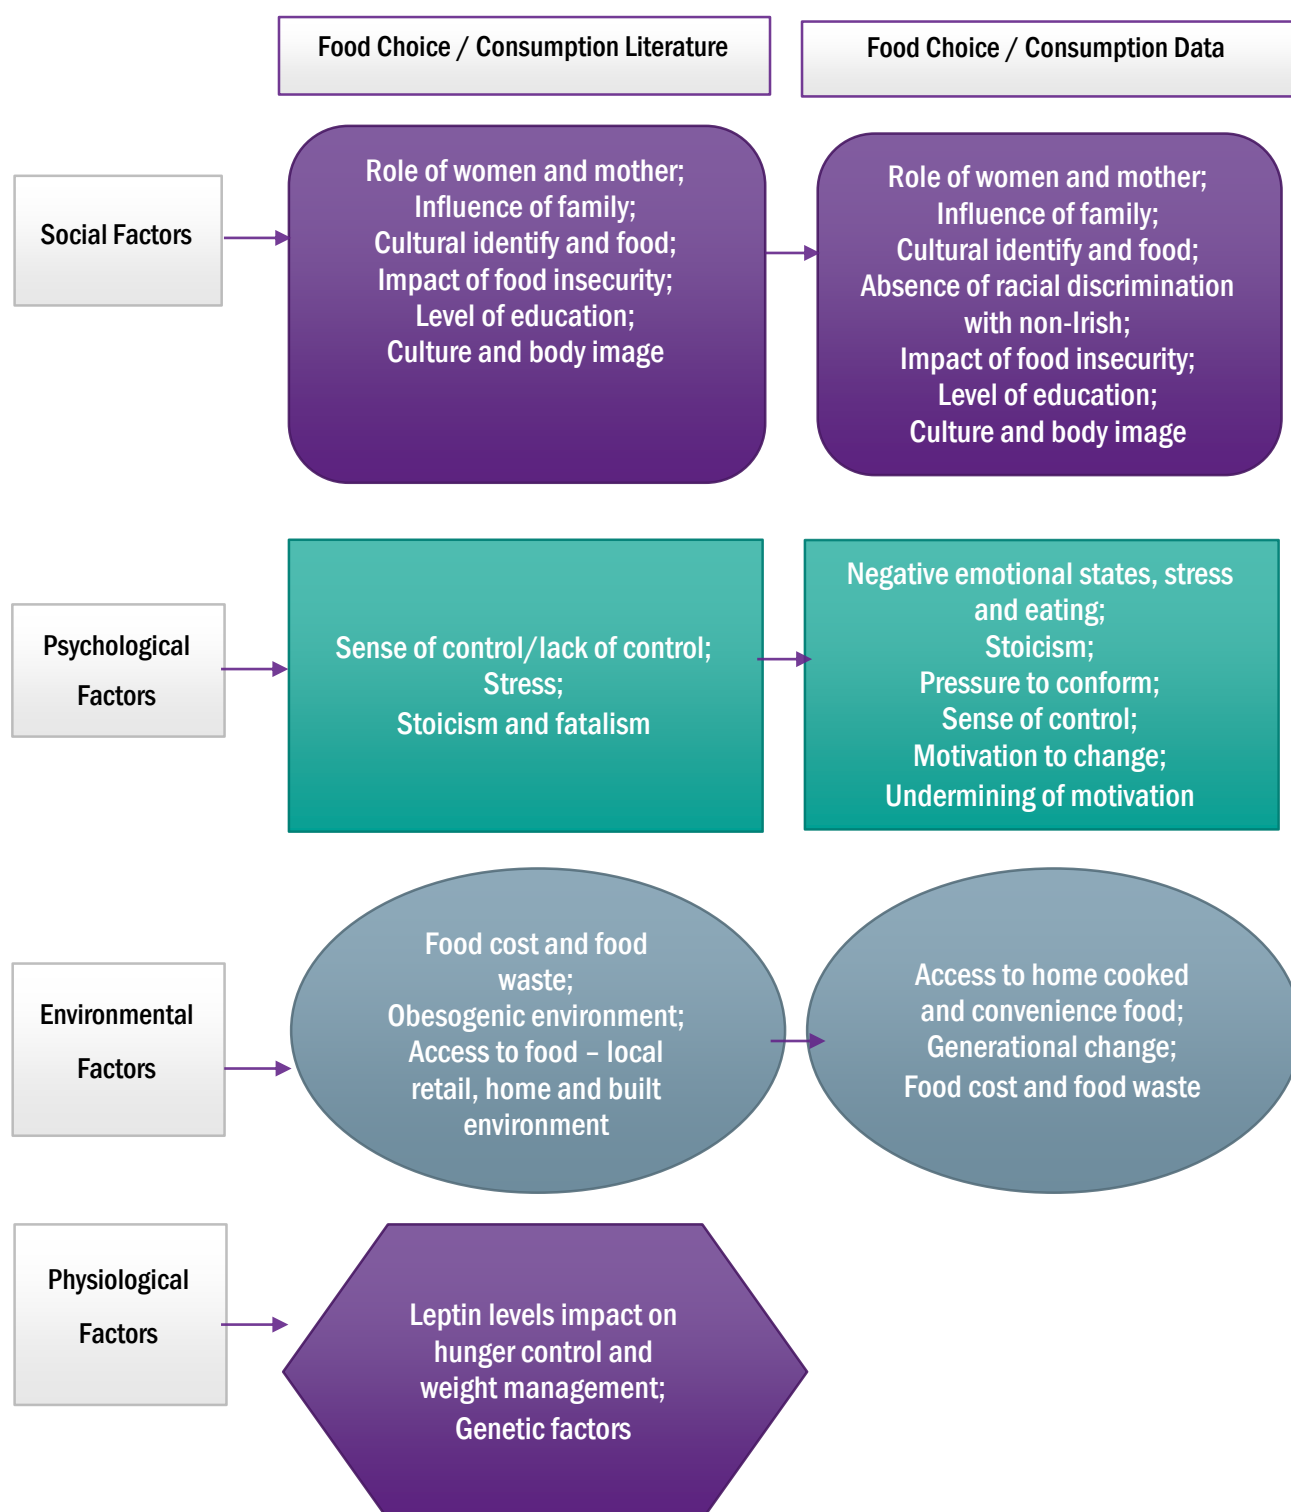 Food Choice / Consumption Literature
Food Choice / Consumption Data
Social Factors
Role of women and mother;
Influence of family;
Cultural identify and food;
Impact of food insecurity;
Level of education;
Culture and body image
Role of women and mother;
Influence of family;
Cultural identify and food;
Absence of racial discrimination
with non-Irish;
Impact of food insecurity;
Level of education;
Culture and body image
Psychological
Factors
Sense of control/lack of control;
Stress;
Stoicism and fatalism
Negative emotional states, stress
and eating;
Stoicism;
Pressure to conform;
Sense of control;
Motivation to change;
Undermining of motivation
Environmental
Factors
Food cost and food
waste;
Obesogenic environment;
Access to food – local
retail, home and built
environment
Access to home cooked
and convenience food;
Generational change;
Food cost and food waste
Physiological
Factors
Leptin levels impact on
hunger control and
weight management;
Genetic factors